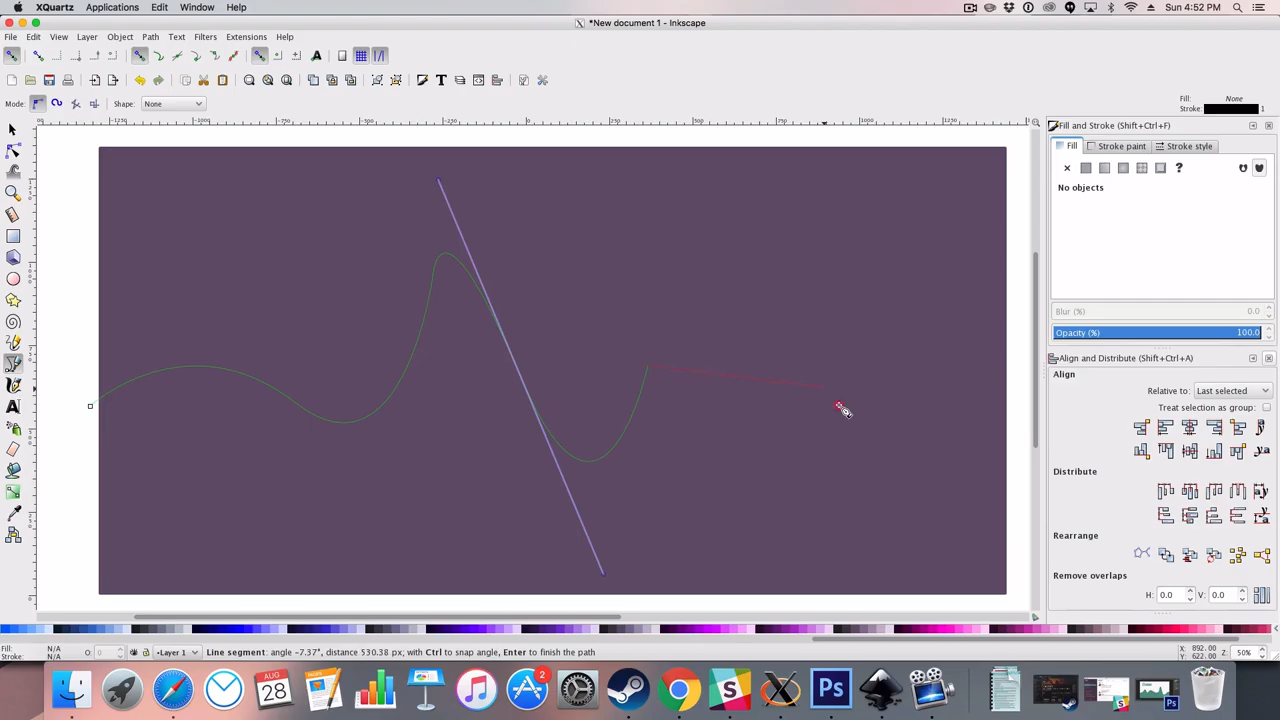 XQuartz Applications Edit Window Help
Sun 4:52 PM
*New document 1 - Inkscape
File Edit View Layer Object Path Text Filters Extensions Help
Mode:
Shape: None
Fill: None
Stroke: 1
Fill and Stroke (Shift+Ctrl+F)
Fill Stroke paint Stroke style
No objects
Blur (%) 0.0
Opacity (%) 100.0
Align and Distribute (Shift+Ctrl+A)
Align
Relative to: Last selected
Treat selection as group:
Distribute
Rearrange
Remove overlaps
H: 0.0 V: 0.0
Fill: N/A
Stroke: N/A
O: 0
Layer 1
Line segment: angle -7.37°, distance 530.38 px; with Ctrl to snap angle, Enter to finish the path
X: 892.00
Y: 622.00
Z: 50%
AUG
28
2